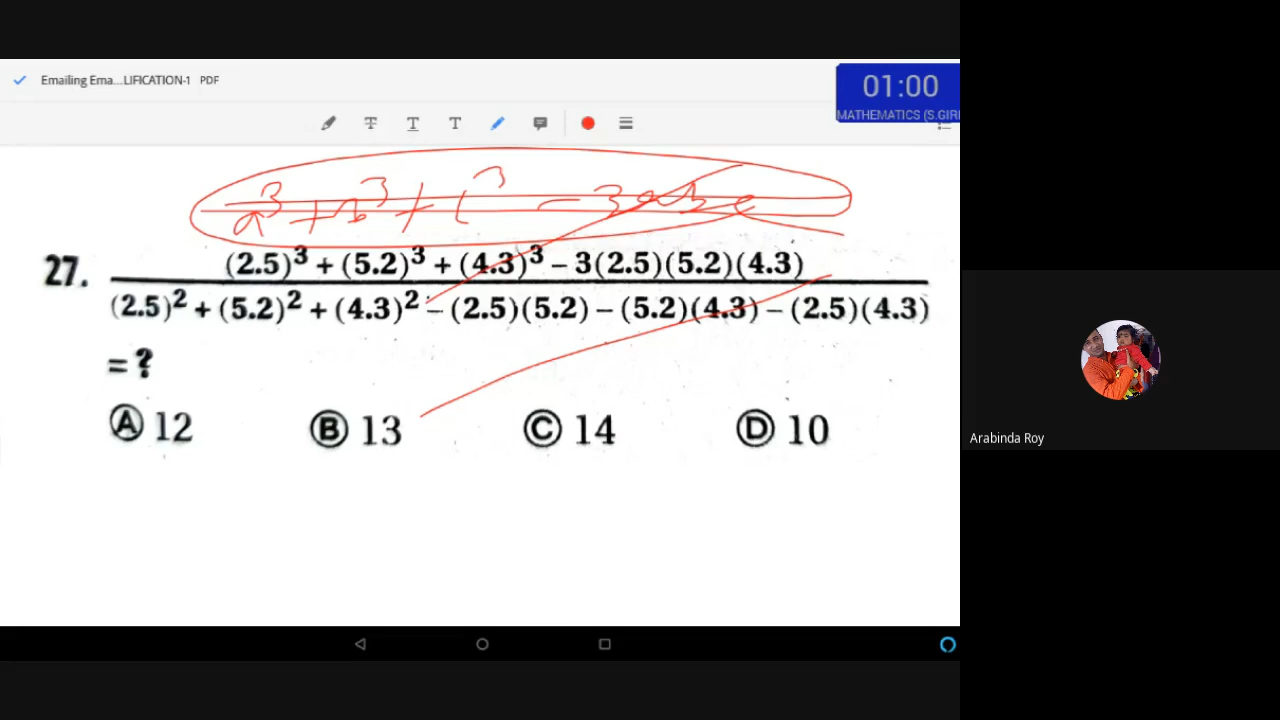 Emailing Ema...LIFICATION-1 PDF
01:00
MATHEMATICS (S.GIRI
T T T
a³+b³+c³-3abc
27. (2.5)³ + (5.2)³ + (4.3)³ – 3(2.5)(5.2)(4.3)
(2.5)² + (5.2)² + (4.3)² – (2.5)(5.2) – (5.2)(4.3) – (2.5)(4.3)
= ?
Ⓐ 12 Ⓑ 13 Ⓒ 14 Ⓓ 10
Arabinda Roy